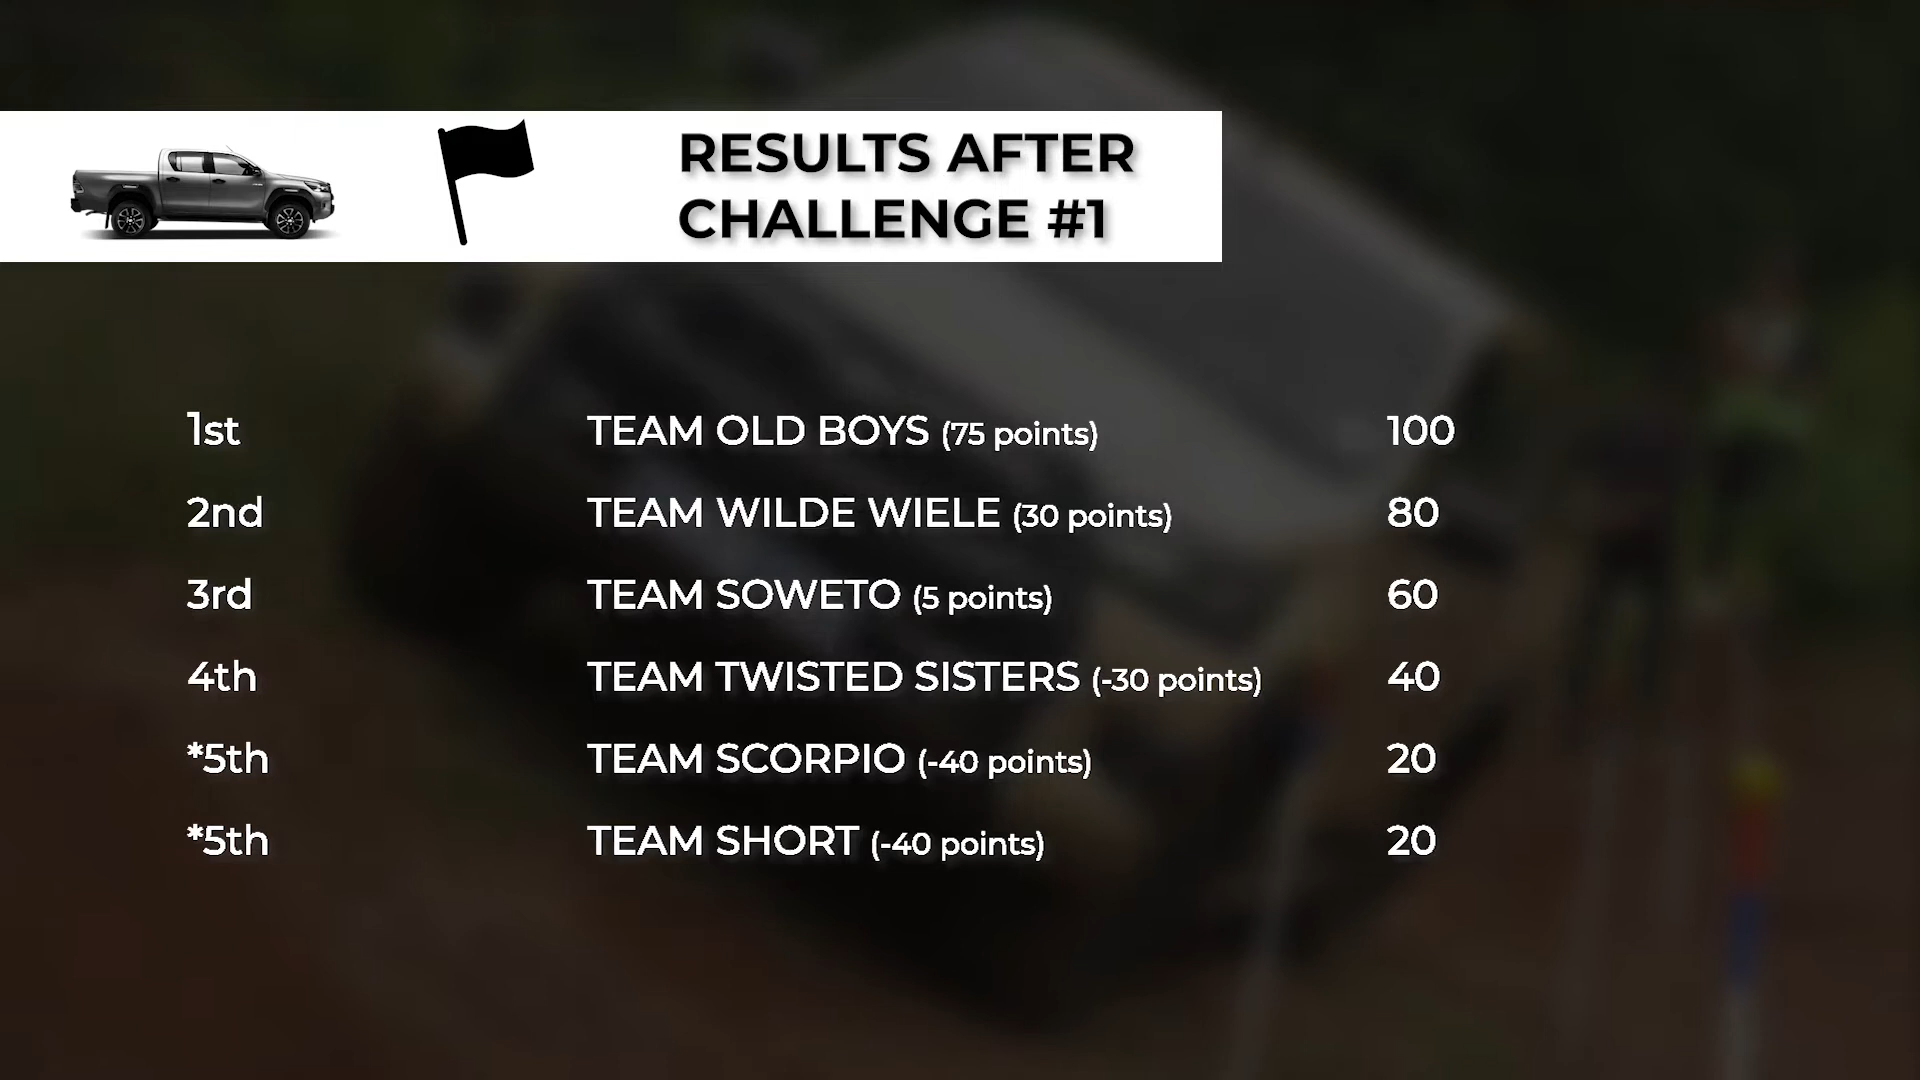 RESULTS AFTER
CHALLENGE #1
1st TEAM OLD BOYS (75 points) 100
2nd TEAM WILDE WIELE (30 points) 80
3rd TEAM SOWETO (5 points) 60
4th TEAM TWISTED SISTERS (-30 points) 40
*5th TEAM SCORPIO (-40 points) 20
*5th TEAM SHORT (-40 points) 20